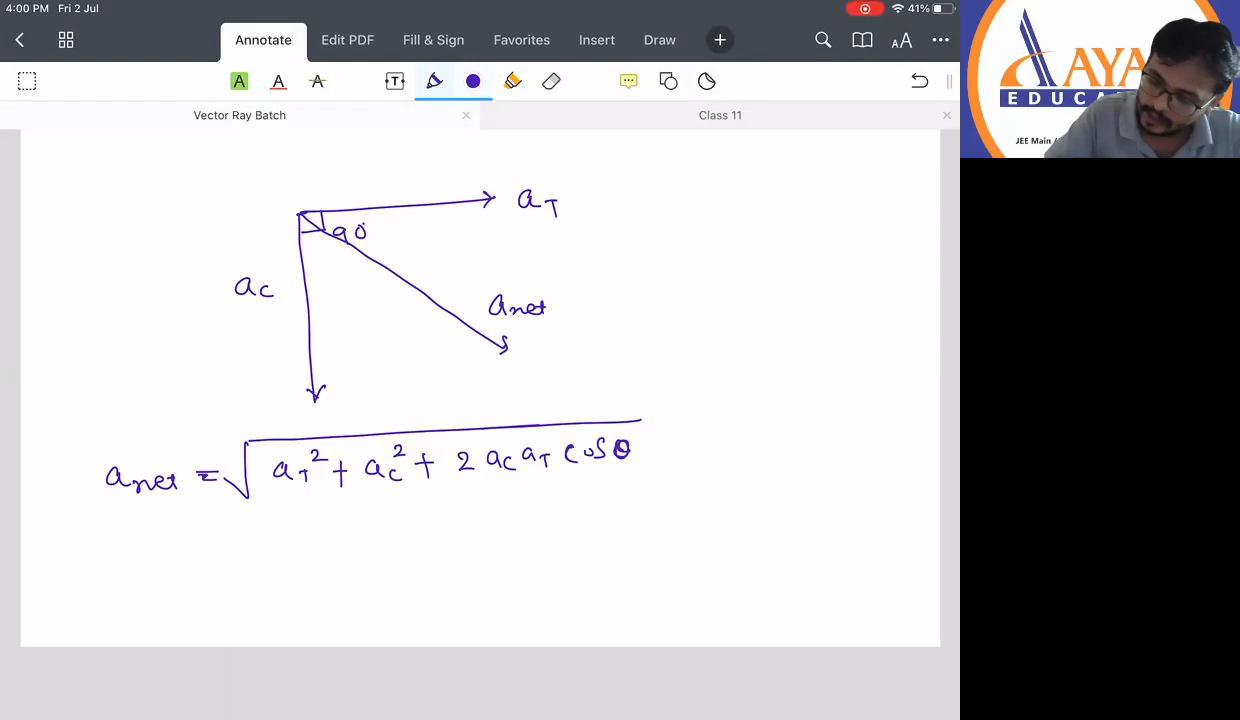 4:00 PM Fri 2 Jul
41%
Annotate Edit PDF Fill & Sign Favorites Insert Draw
Vector Ray Batch
Class 11
AYA
EDUCA
JEE Main /
a_T
90°
a_C
a_net
a_net = √(a_T² + a_C² + 2 a_C a_T cos θ)